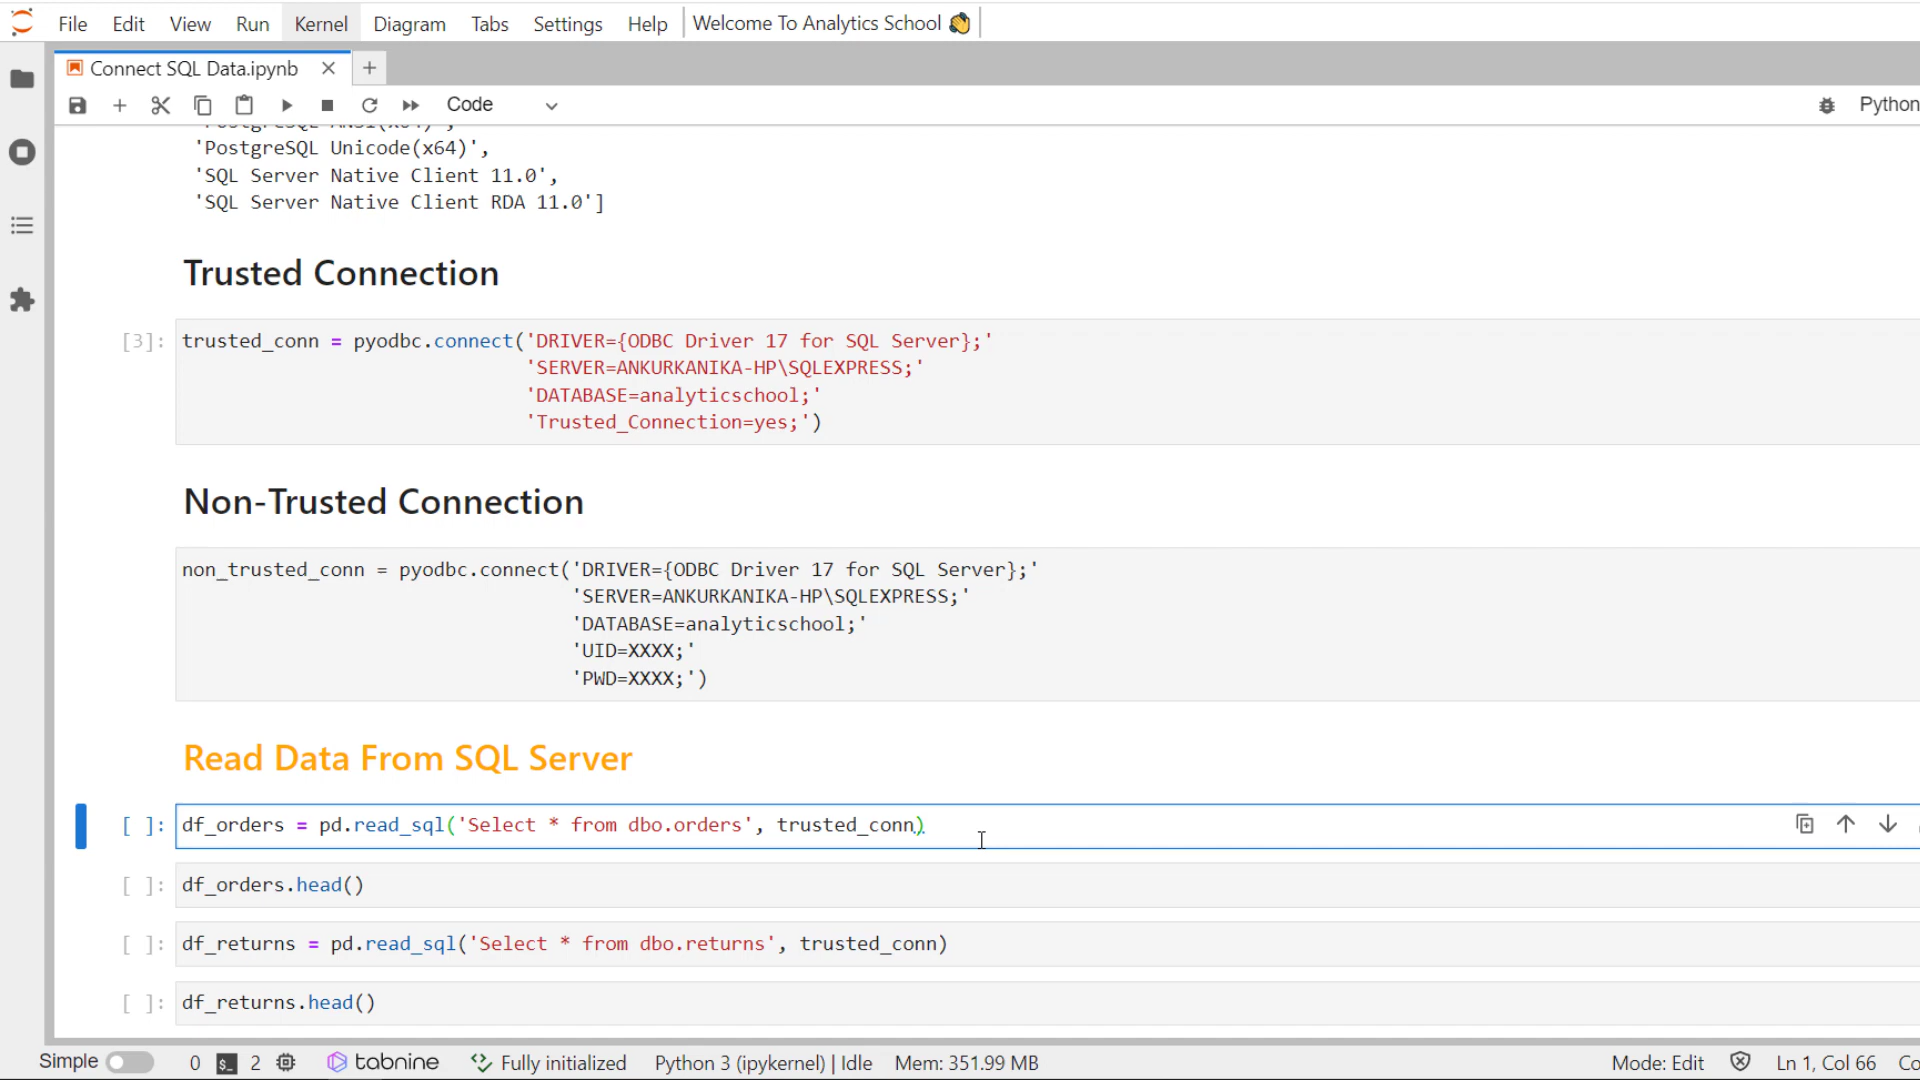 File Edit View Run Kernel Diagram Tabs Settings Help Welcome To Analytics School 👋
Connect SQL Data.ipynb
Code
Python
'PostgreSQL ANSI(x64)',
'PostgreSQL Unicode(x64)',
'SQL Server Native Client 11.0',
'SQL Server Native Client RDA 11.0']
Trusted Connection
[3]: trusted_conn = pyodbc.connect('DRIVER={ODBC Driver 17 for SQL Server};'
'SERVER=ANKURKANIKA-HP\SQLEXPRESS;'
'DATABASE=analyticschool;'
'Trusted_Connection=yes;')
Non-Trusted Connection
non_trusted_conn = pyodbc.connect('DRIVER={ODBC Driver 17 for SQL Server};'
'SERVER=ANKURKANIKA-HP\SQLEXPRESS;'
'DATABASE=analyticschool;'
'UID=XXXX;'
'PWD=XXXX;')
Read Data From SQL Server
[ ]: df_orders = pd.read_sql('Select * from dbo.orders', trusted_conn)
[ ]: df_orders.head()
[ ]: df_returns = pd.read_sql('Select * from dbo.returns', trusted_conn)
[ ]: df_returns.head()
Simple 0 $_ 2 tabnine Fully initialized Python 3 (ipykernel) | Idle Mem: 351.99 MB Mode: Edit Ln 1, Col 66 Co